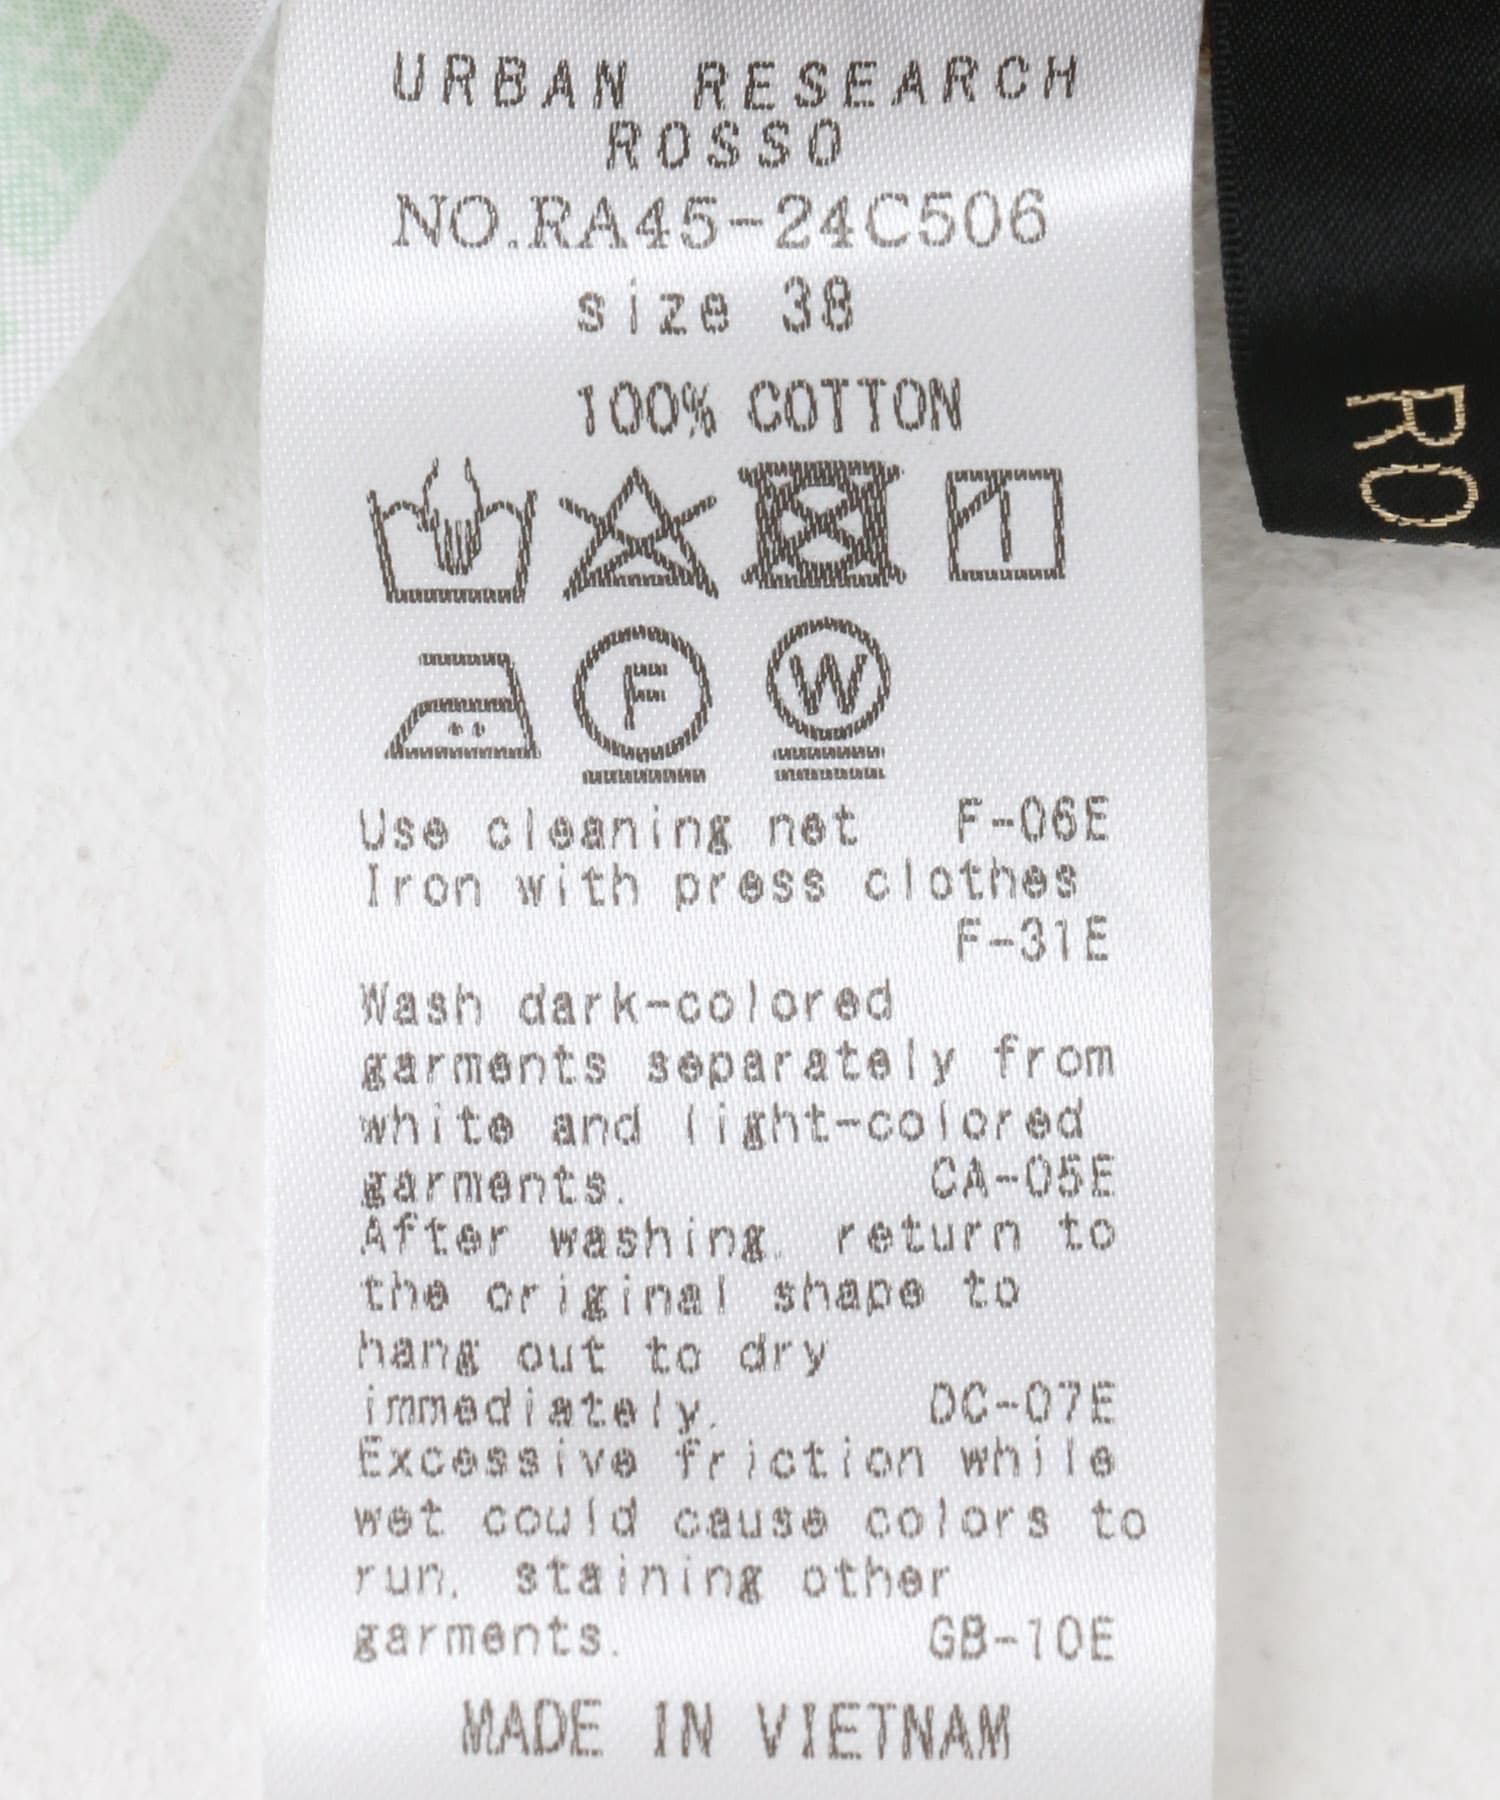 URBAN RESEARCH
ROSSO
NO.RA45-24C506
size 38
100% COTTON
F
W
Use cleaning net F-06E
Iron with press clothes
F-31E
Wash dark-colored
garments separately from
white and light-colored
garments. CA-05E
After washing, return to
the original shape to
hang out to dry
immediately. DC-07E
Excessive friction while
wet could cause colors to
run, staining other
garments. GB-10E
MADE IN VIETNAM
RO